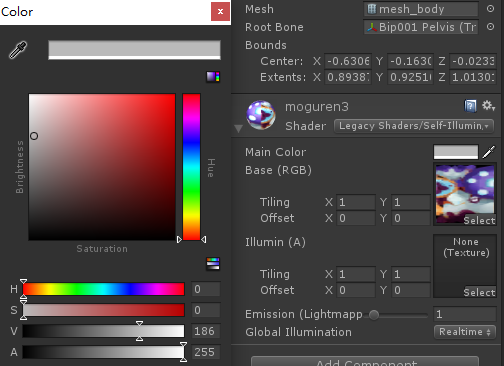 Color
x
Brightness
Hue
Saturation
H 0
S 0
V 186
A 255
Mesh mesh_body
Root Bone Bip001 Pelvis (Tr
Bounds
Center: X -0.6306 Y -0.1630 Z -0.0233
Extents: X 0.89387 Y 0.92516 Z 1.01301
moguren3
Shader Legacy Shaders/Self-Illumin,
Main Color
Base (RGB)
Tiling X 1 Y 1
Offset X 0 Y 0
Select
Illumin (A)
None
(Texture)
Tiling X 1 Y 1
Offset X 0 Y 0
Select
Emission (Lightmapp 1
Global Illumination Realtime
Add Component